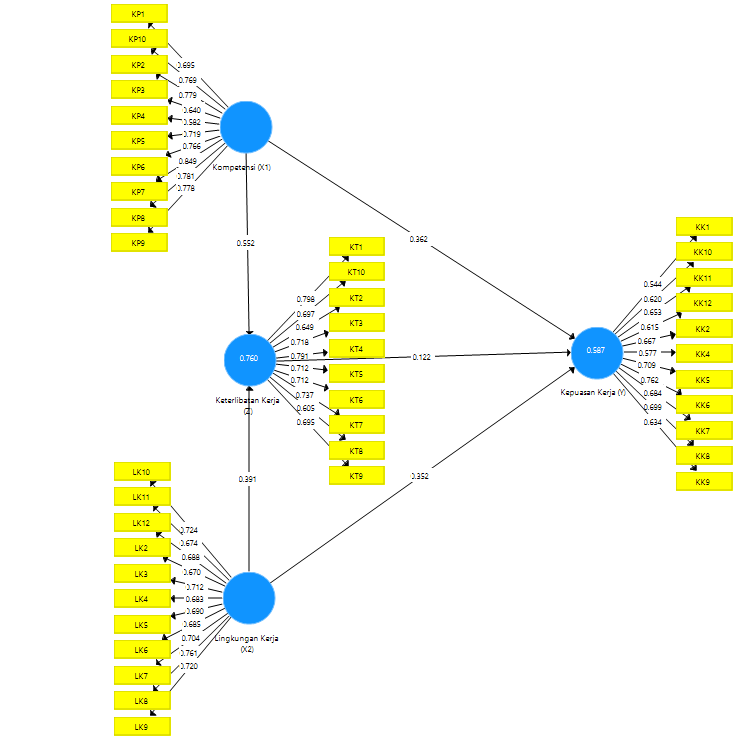 KP1
KP10
KP2
KP3
KP4
KP5
KP6
KP7
KP8
KP9
0.695
0.769
0.779
0.640
0.582
0.719
0.766
0.849
0.781
0.778
Kompetensi (X1)
0.552
0.362
KT1
KT10
KT2
KT3
KT4
KT5
KT6
KT7
KT8
KT9
0.798
0.697
0.649
0.718
0.791
0.712
0.712
0.737
0.605
0.695
0.760
Keterlibatan Kerja
(Z)
0.122
KK1
KK10
KK11
KK12
KK2
KK4
KK5
KK6
KK7
KK8
KK9
0.544
0.620
0.653
0.615
0.667
0.577
0.709
0.762
0.684
0.699
0.634
0.587
Kepuasan Kerja (Y)
0.391
0.352
LK10
LK11
LK12
LK2
LK3
LK4
LK5
LK6
LK7
LK8
LK9
0.724
0.674
0.688
0.670
0.712
0.683
0.690
0.685
0.704
0.761
0.720
Lingkungan Kerja
(X2)